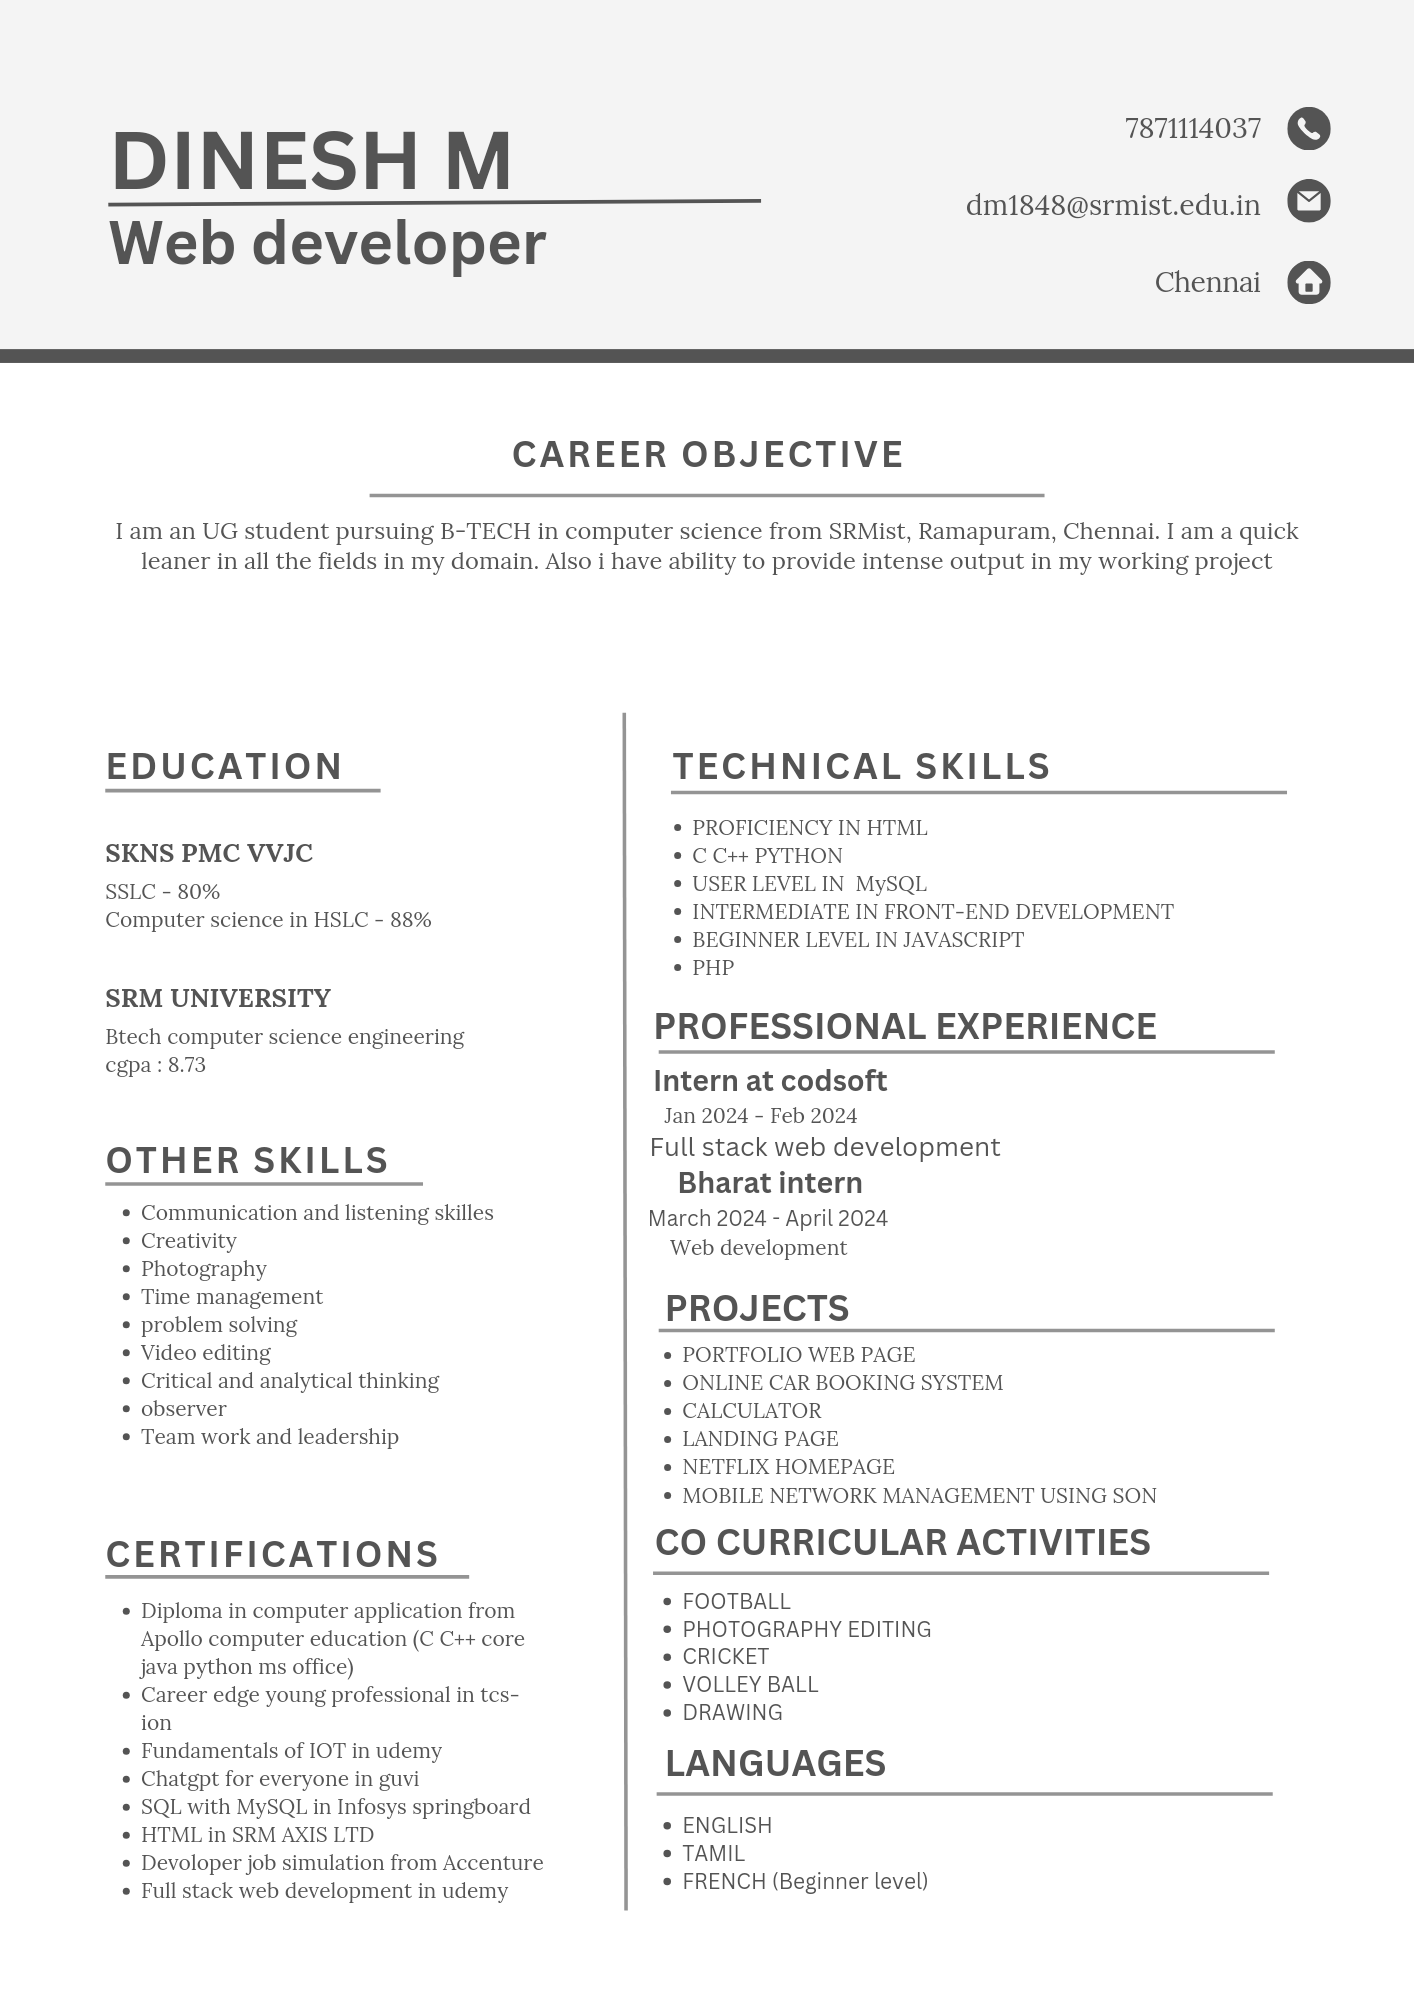 DINESH M
Web developer
7871114037
dm1848@srmist.edu.in
Chennai
CAREER OBJECTIVE
I am an UG student pursuing B-TECH in computer science from SRMist, Ramapuram, Chennai. I am a quick
leaner in all the fields in my domain. Also i have ability to provide intense output in my working project
EDUCATION
SKNS PMC VVJC
SSLC - 80%
Computer science in HSLC - 88%
SRM UNIVERSITY
Btech computer science engineering
cgpa : 8.73
OTHER SKILLS
• Communication and listening skilles
• Creativity
• Photography
• Time management
• problem solving
• Video editing
• Critical and analytical thinking
• observer
• Team work and leadership
CERTIFICATIONS
• Diploma in computer application from
Apollo computer education (C C++ core
java python ms office)
• Career edge young professional in tcs-
ion
• Fundamentals of IOT in udemy
• Chatgpt for everyone in guvi
• SQL with MySQL in Infosys springboard
• HTML in SRM AXIS LTD
• Devoloper job simulation from Accenture
• Full stack web development in udemy
TECHNICAL SKILLS
• PROFICIENCY IN HTML
• C C++ PYTHON
• USER LEVEL IN MySQL
• INTERMEDIATE IN FRONT-END DEVELOPMENT
• BEGINNER LEVEL IN JAVASCRIPT
• PHP
PROFESSIONAL EXPERIENCE
Intern at codsoft
Jan 2024 - Feb 2024
Full stack web development
Bharat intern
March 2024 - April 2024
Web development
PROJECTS
• PORTFOLIO WEB PAGE
• ONLINE CAR BOOKING SYSTEM
• CALCULATOR
• LANDING PAGE
• NETFLIX HOMEPAGE
• MOBILE NETWORK MANAGEMENT USING SON
CO CURRICULAR ACTIVITIES
• FOOTBALL
• PHOTOGRAPHY EDITING
• CRICKET
• VOLLEY BALL
• DRAWING
LANGUAGES
• ENGLISH
• TAMIL
• FRENCH (Beginner level)